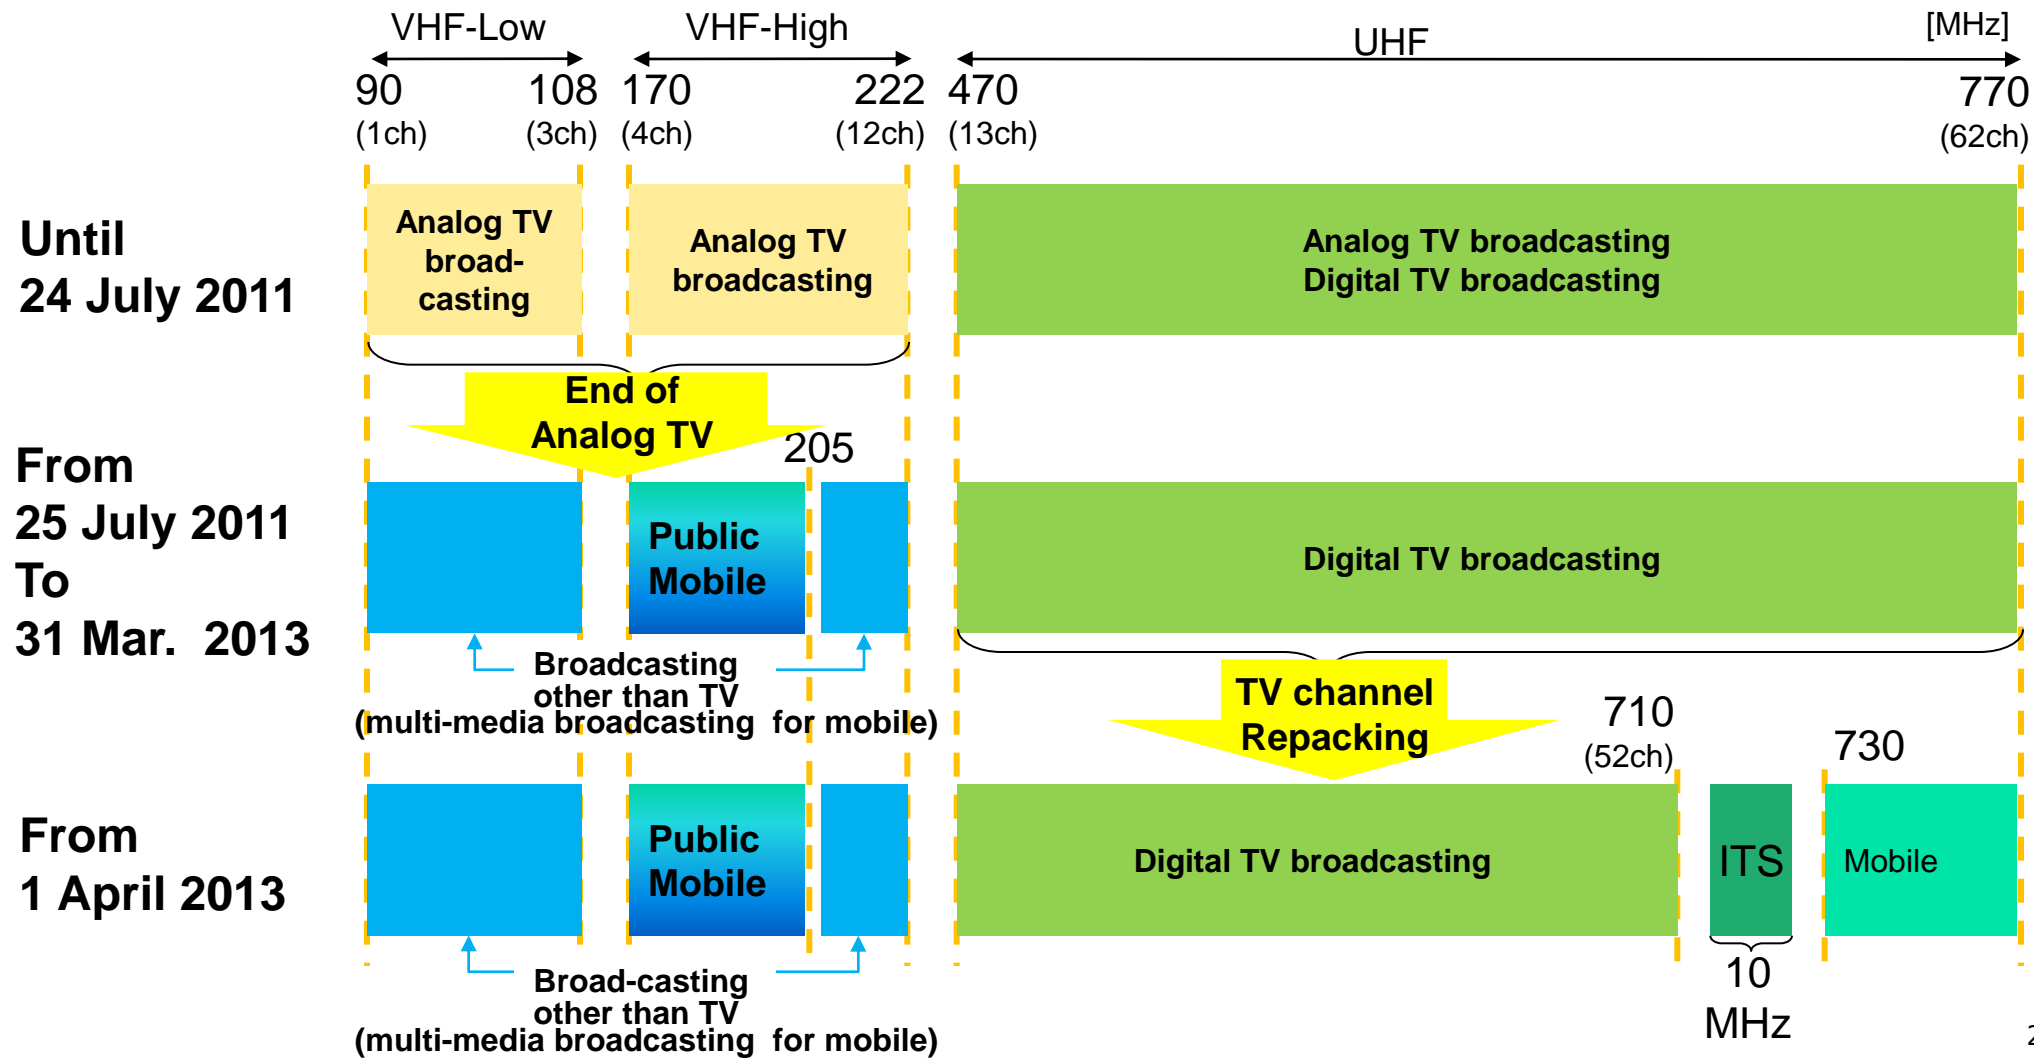 VHF-Low
VHF-High
UHF
[MHz]
90
108
170
222
470
770
(1ch)
(3ch)
(4ch)
(12ch)
(13ch)
(62ch)
Until
24 July 2011
Analog TV
broad-
casting
Analog TV
broadcasting
Analog TV broadcasting
Digital TV broadcasting
End of
Analog TV
205
From
25 July 2011
To
31 Mar. 2013
Public
Mobile
Digital TV broadcasting
Broadcasting
other than TV
(multi-media broadcasting for mobile)
TV channel
Repacking
710
(52ch)
730
From
1 April 2013
Public
Mobile
Digital TV broadcasting
ITS
Mobile
Broad-casting
other than TV
(multi-media broadcasting for mobile)
10
MHz